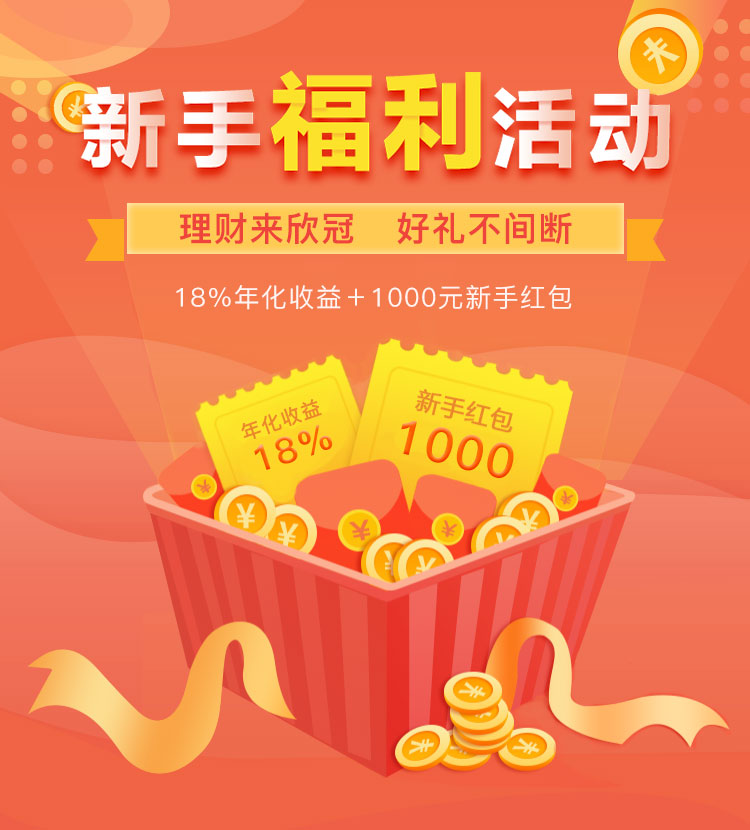 新手福利活动
理财来欣冠 好礼不间断
18%年化收益+1000元新手红包
年化收益
18%
新手红包
1000